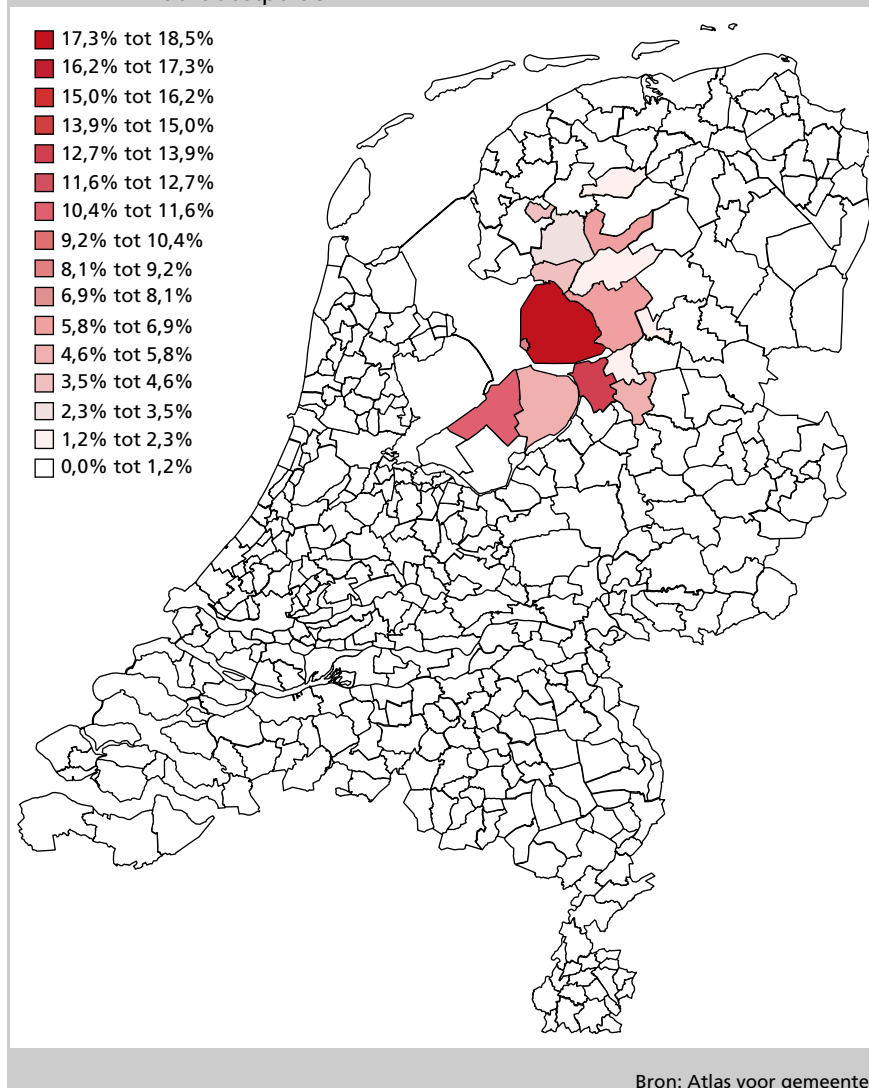 17,3% tot 18,5%
16,2% tot 17,3%
15,0% tot 16,2%
13,9% tot 15,0%
12,7% tot 13,9%
11,6% tot 12,7%
10,4% tot 11,6%
9,2% tot 10,4%
8,1% tot 9,2%
6,9% tot 8,1%
5,8% tot 6,9%
4,6% tot 5,8%
3,5% tot 4,6%
2,3% tot 3,5%
1,2% tot 2,3%
0,0% tot 1,2%
Bron: Atlas voor gemeente